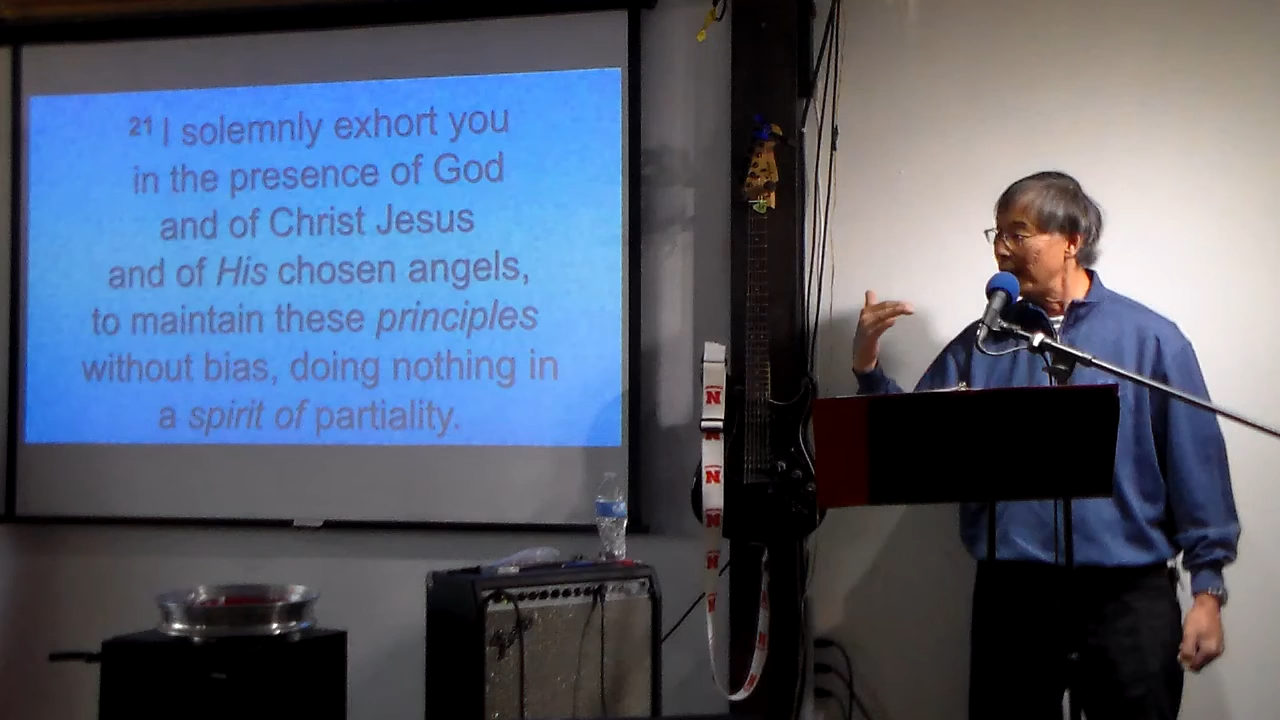 21 I solemnly exhort you
in the presence of God
and of Christ Jesus
and of His chosen angels,
to maintain these principles
without bias, doing nothing in
a spirit of partiality.
N
N
N
N
N
N